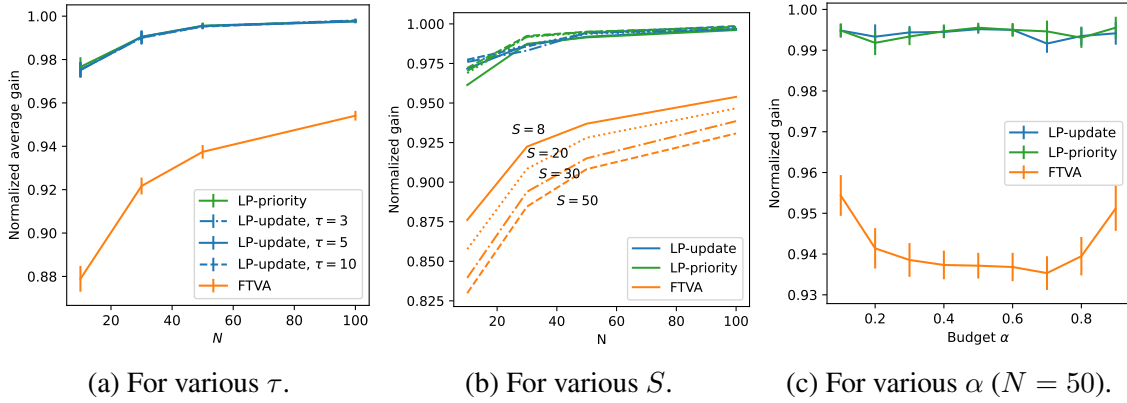 1.00
0.98
0.96
0.94
0.92
0.90
0.88
Normalized average gain
20 40 60 80 100
N
LP-priority
LP-update, τ = 3
LP-update, τ = 5
LP-update, τ = 10
FTVA
(a) For various τ.
1.000
0.975
0.950
0.925
0.900
0.875
0.850
0.825
Normalized gain
S = 8
S = 20
S = 30
S = 50
20 40 60 80 100
N
LP-update
LP-priority
FTVA
(b) For various S.
1.00
0.99
0.98
0.97
0.96
0.95
0.94
0.93
Normalized gain
0.2 0.4 0.6 0.8
Budget α
LP-update
LP-priority
FTVA
(c) For various α (N = 50).